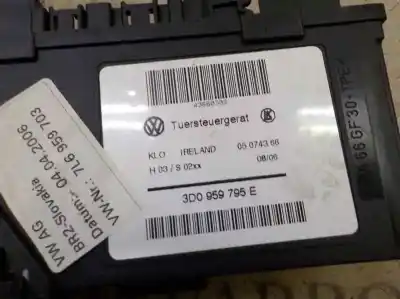 VW AG
BR2-Slovakia
Datum: 04.04.2006
VW-Nr.: 7L6 959 703
Tuersteuergerat
KLO IRELAND 05 0743 66
H 03 / S 02xx 08/06
3D0 959 795 E